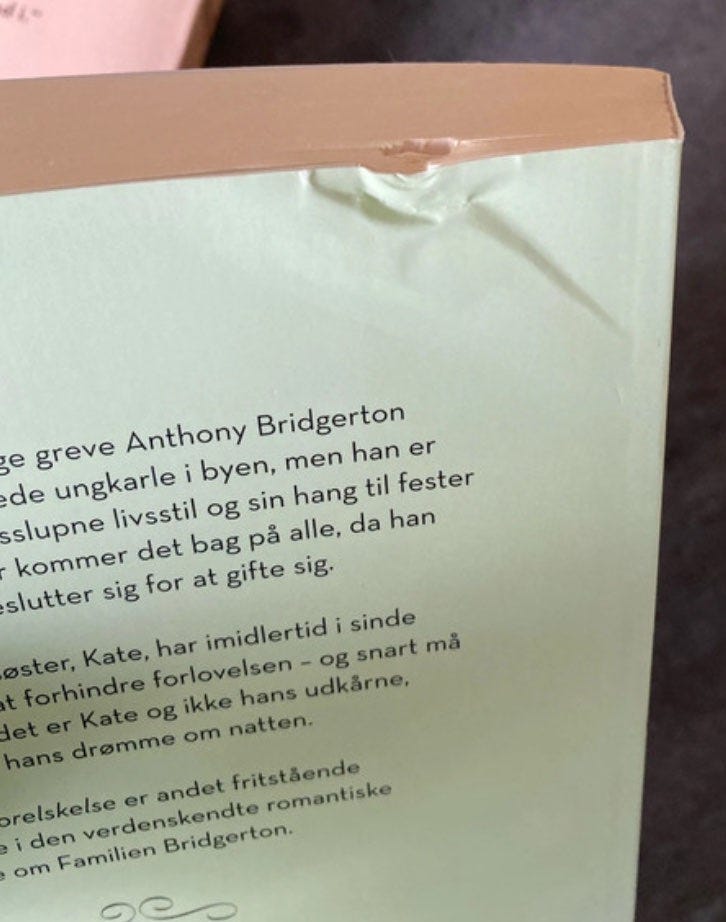 ge greve Anthony Bridgerton
ede ungkarle i byen, men han er
sslupne livsstil og sin hang til fester
r kommer det bag på alle, da han
eslutter sig for at gifte sig.
øster, Kate, har imidlertid i sinde
at forhindre forlovelsen – og snart må
det er Kate og ikke hans udkårne,
hans drømme om natten.
orelskelse er andet fritstående
e i den verdenskendte romantiske
e om Familien Bridgerton.